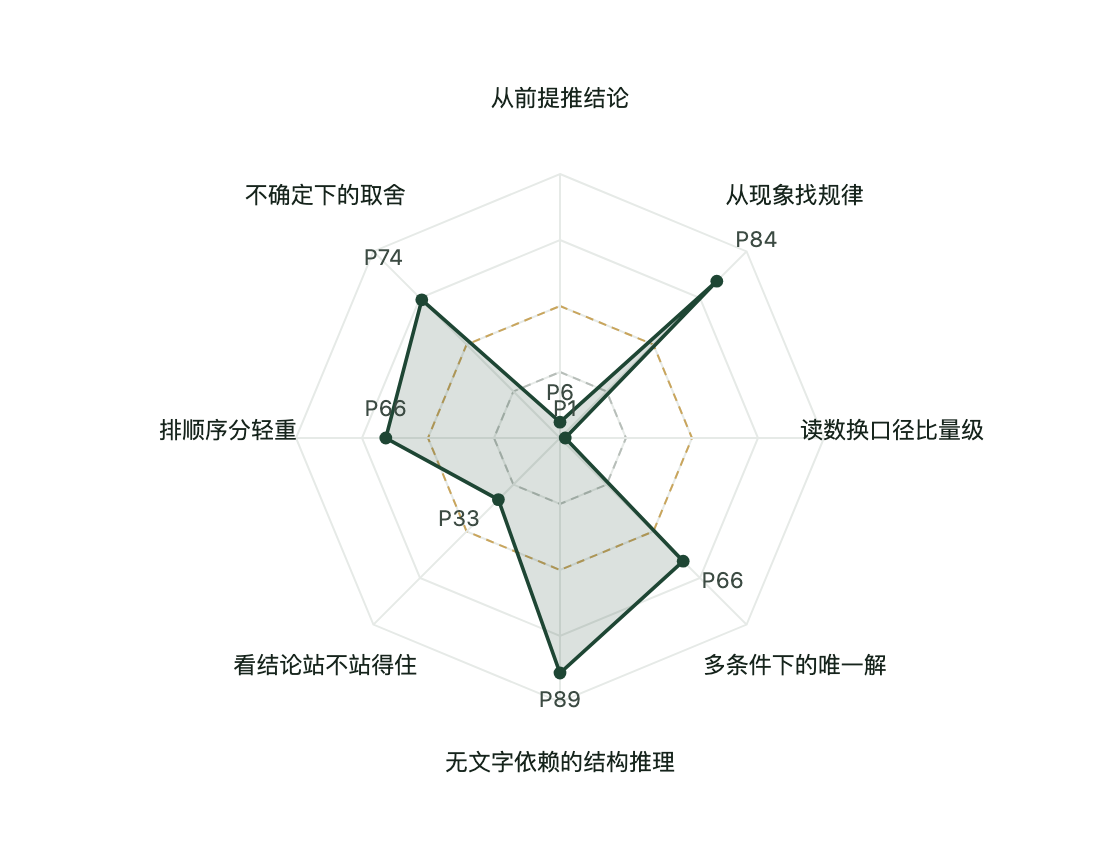 从前提推结论
不确定下的取舍
从现象找规律
P84
P74
P6
P1
P66
排顺序分轻重
读数换口径比量级
P33
P66
看结论站不站得住
多条件下的唯一解
P89
无文字依赖的结构推理